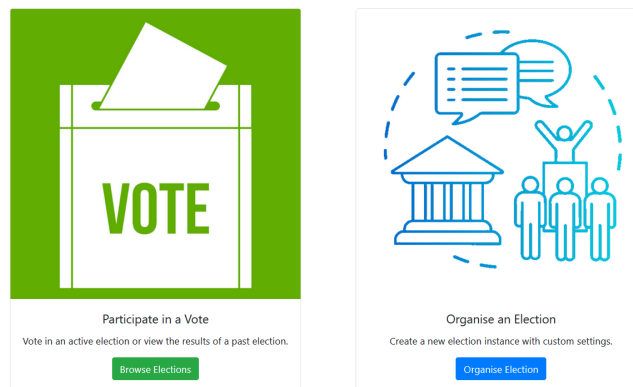 VOTE
Participate in a Vote
Vote in an active election or view the results of a past election.
Browse Elections
Organise an Election
Create a new election instance with custom settings.
Organise Election